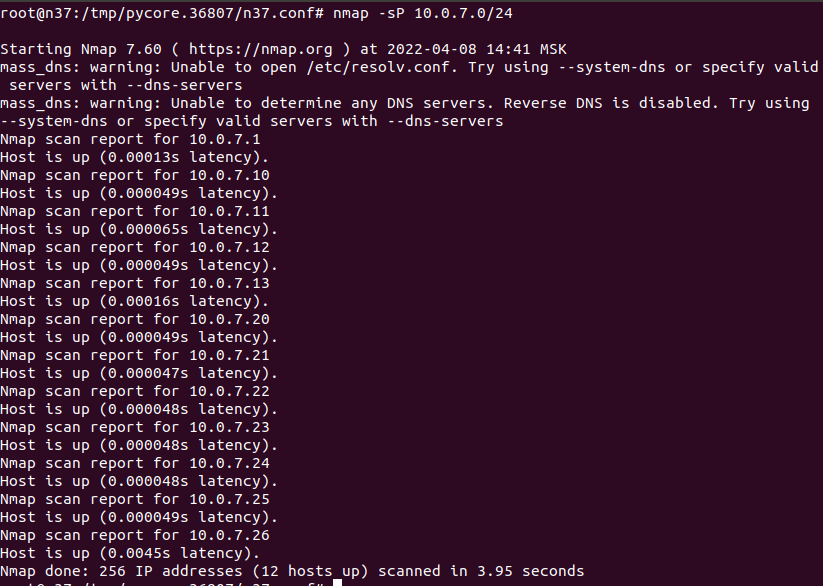 root@n37:/tmp/pycore.36807/n37.conf# nmap -sP 10.0.7.0/24
Starting Nmap 7.60 ( https://nmap.org ) at 2022-04-08 14:41 MSK
mass_dns: warning: Unable to open /etc/resolv.conf. Try using --system-dns or specify valid
servers with --dns-servers
mass_dns: warning: Unable to determine any DNS servers. Reverse DNS is disabled. Try using
--system-dns or specify valid servers with --dns-servers
Nmap scan report for 10.0.7.1
Host is up (0.00013s latency).
Nmap scan report for 10.0.7.10
Host is up (0.000049s latency).
Nmap scan report for 10.0.7.11
Host is up (0.000065s latency).
Nmap scan report for 10.0.7.12
Host is up (0.000049s latency).
Nmap scan report for 10.0.7.13
Host is up (0.00016s latency).
Nmap scan report for 10.0.7.20
Host is up (0.000049s latency).
Nmap scan report for 10.0.7.21
Host is up (0.000047s latency).
Nmap scan report for 10.0.7.22
Host is up (0.000048s latency).
Nmap scan report for 10.0.7.23
Host is up (0.000048s latency).
Nmap scan report for 10.0.7.24
Host is up (0.000048s latency).
Nmap scan report for 10.0.7.25
Host is up (0.000049s latency).
Nmap scan report for 10.0.7.26
Host is up (0.0045s latency).
Nmap done: 256 IP addresses (12 hosts up) scanned in 3.95 seconds